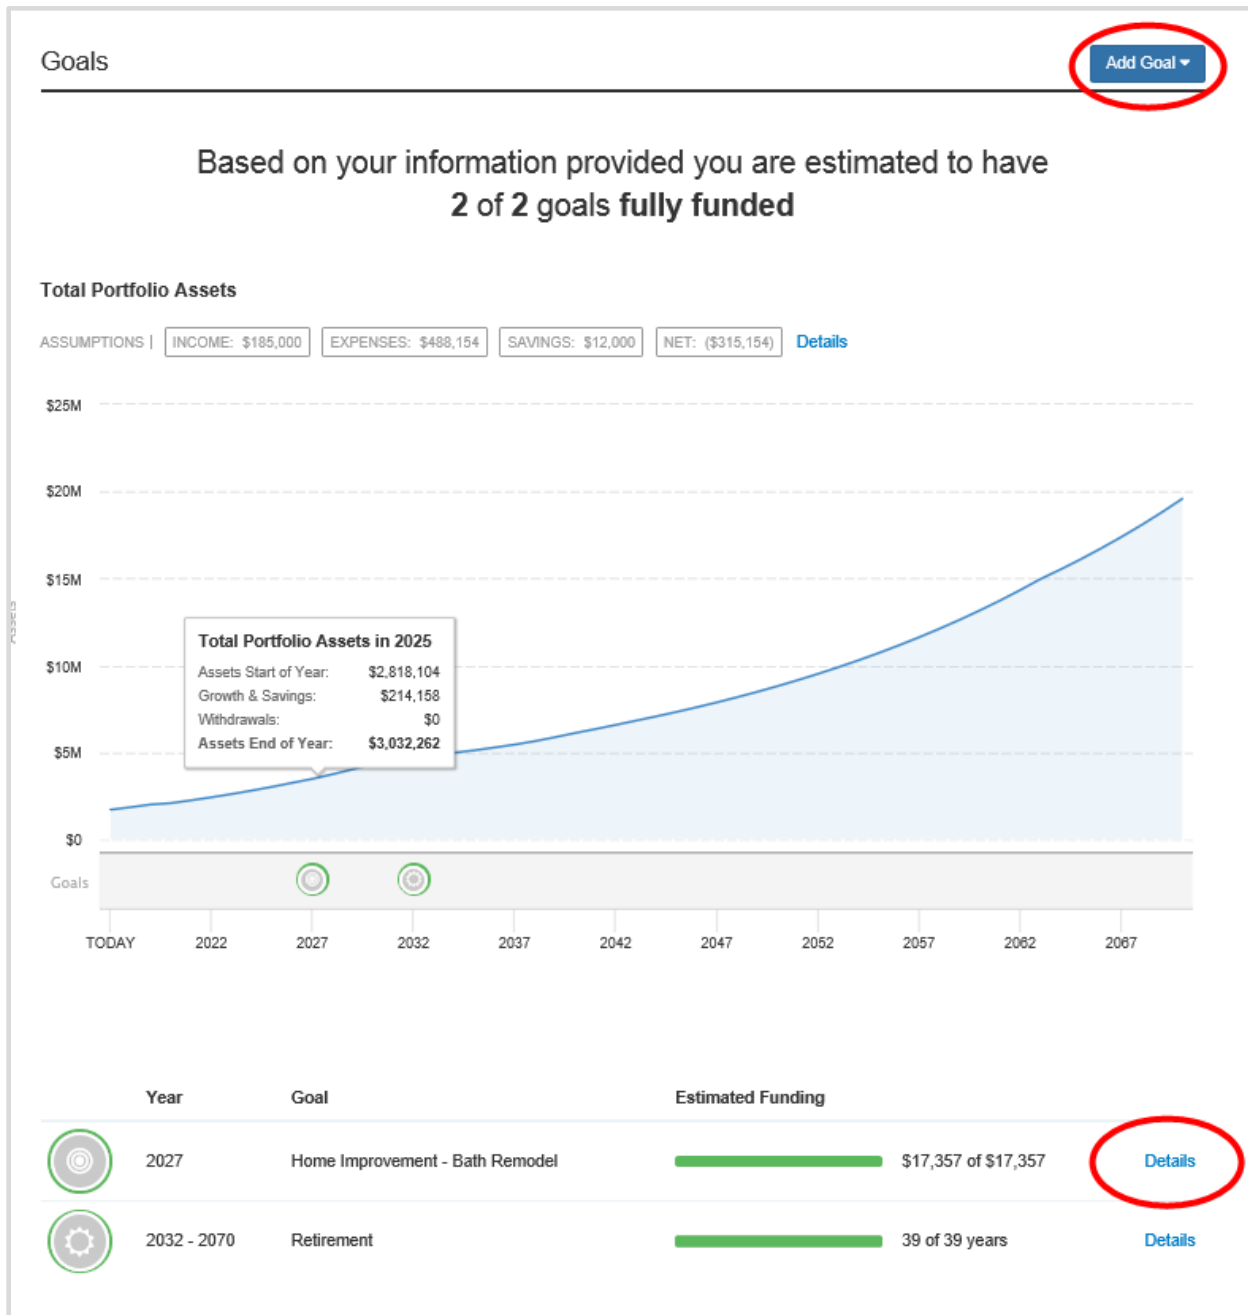 Goals
Add Goal
Based on your information provided you are estimated to have
2 of 2 goals fully funded
Total Portfolio Assets
ASSUMPTIONS | INCOME: $185,000 EXPENSES: $488,154 SAVINGS: $12,000 NET: ($315,154) Details
$25M
$20M
$15M
Assets
Total Portfolio Assets in 2025
Assets Start of Year: $2,818,104
$10M
Growth & Savings: $214,158
Withdrawals: $0
Assets End of Year: $3,032,262
$5M
$0
Goals
TODAY 2022 2027 2032 2037 2042 2047 2052 2057 2062 2067
Year Goal Estimated Funding
2027 Home Improvement - Bath Remodel $17,357 of $17,357 Details
2032 - 2070 Retirement 39 of 39 years Details